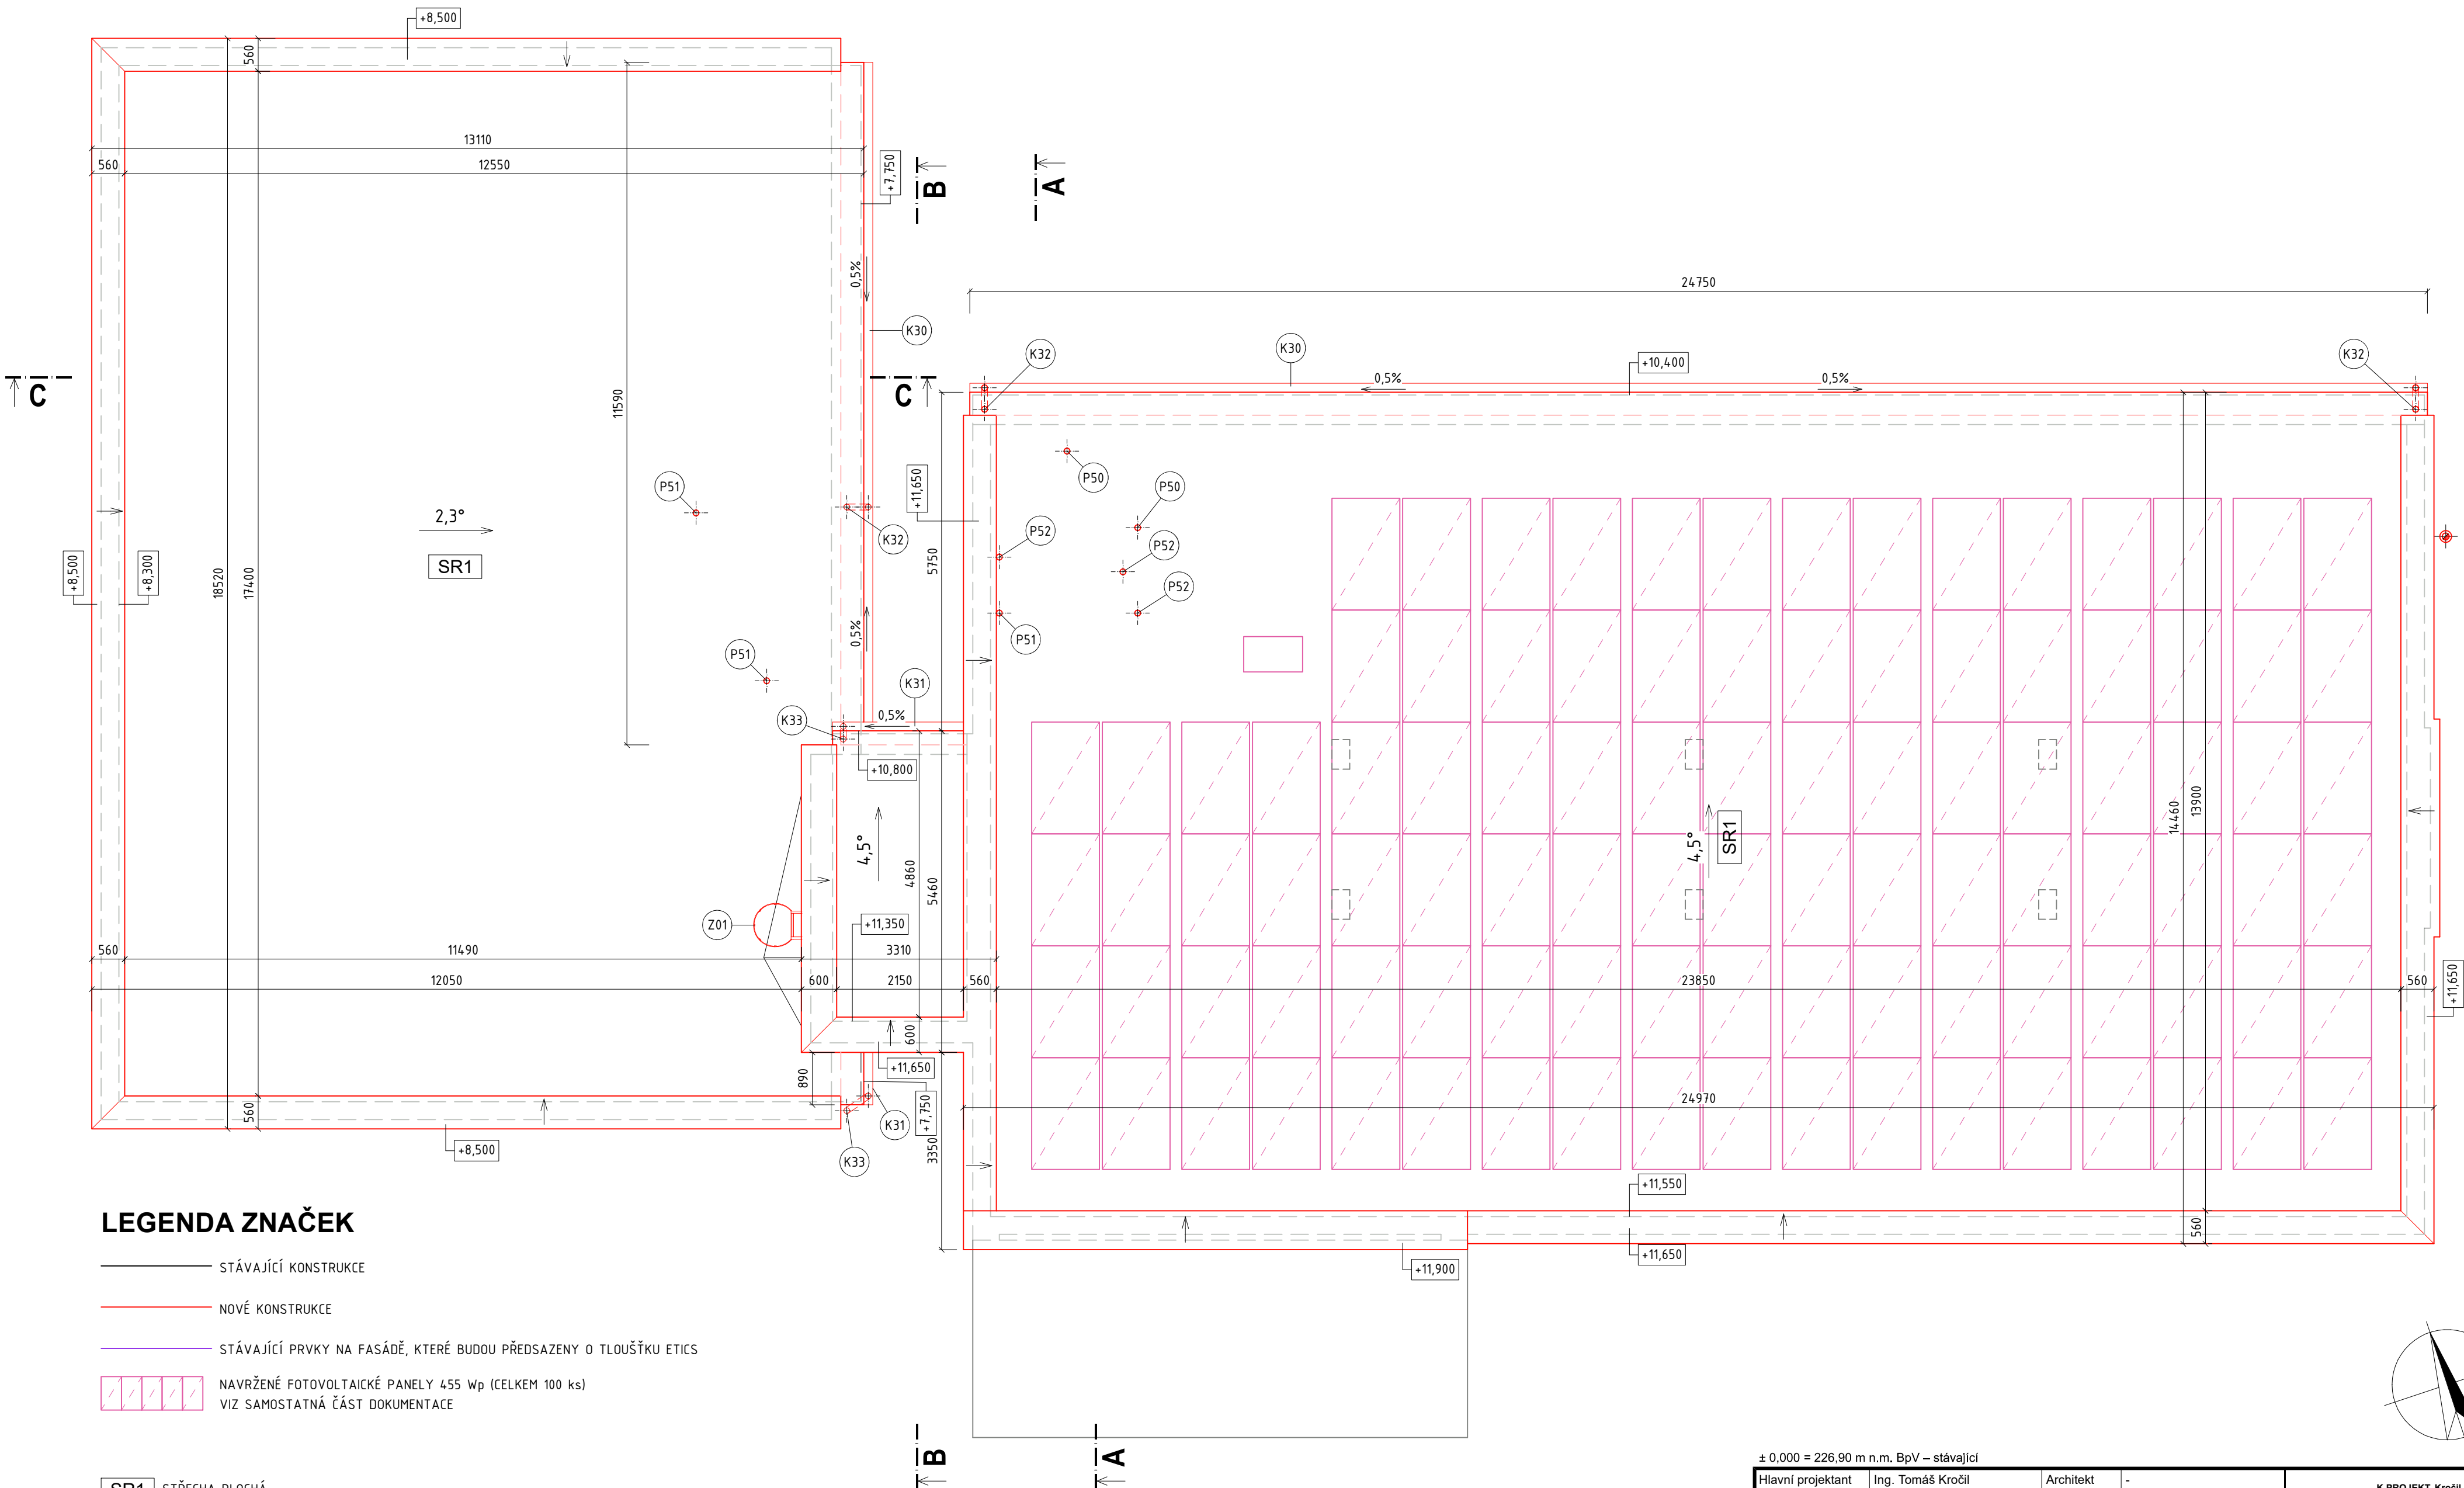 +8,500
560
13110
560
12550
+7,750
B
A
0,5%
24750
K30
K32
K30
+10,400
K32
C
C
0,5%
0,5%
11590
P51
P50
P50
+11,650
2,3°
SR1
K32
P52
P52
5750
P52
+8,500
+8,300
18520
17400
0,5%
P51
P51
K31
K33
0,5%
+10,800
4,5°
4,5°
SR1
14460
13900
4860
5460
Z01
+11,350
560
11490
3310
12050
600
2150
560
23850
560
+11,650
600
+11,650
890
560
+7,750
24970
K31
3350
+8,500
K33
+11,550
560
+11,650
+11,900
LEGENDA ZNAČEK
STÁVAJÍCÍ KONSTRUKCE
NOVÉ KONSTRUKCE
STÁVAJÍCÍ PRVKY NA FASÁDĚ, KTERÉ BUDOU PŘEDSAZENY O TLOUŠŤKU ETICS
NAVRŽENÉ FOTOVOLTAICKÉ PANELY 455 Wp (CELKEM 100 ks)
VIZ SAMOSTATNÁ ČÁST DOKUMENTACE
B
A
± 0,000 = 226,90 m n.m. BpV – stávající
Hlavní projektant Ing. Tomáš Kročil Architekt -
K PROJEKT, Kročil
SR1 STŘECHA PLOCHÁ